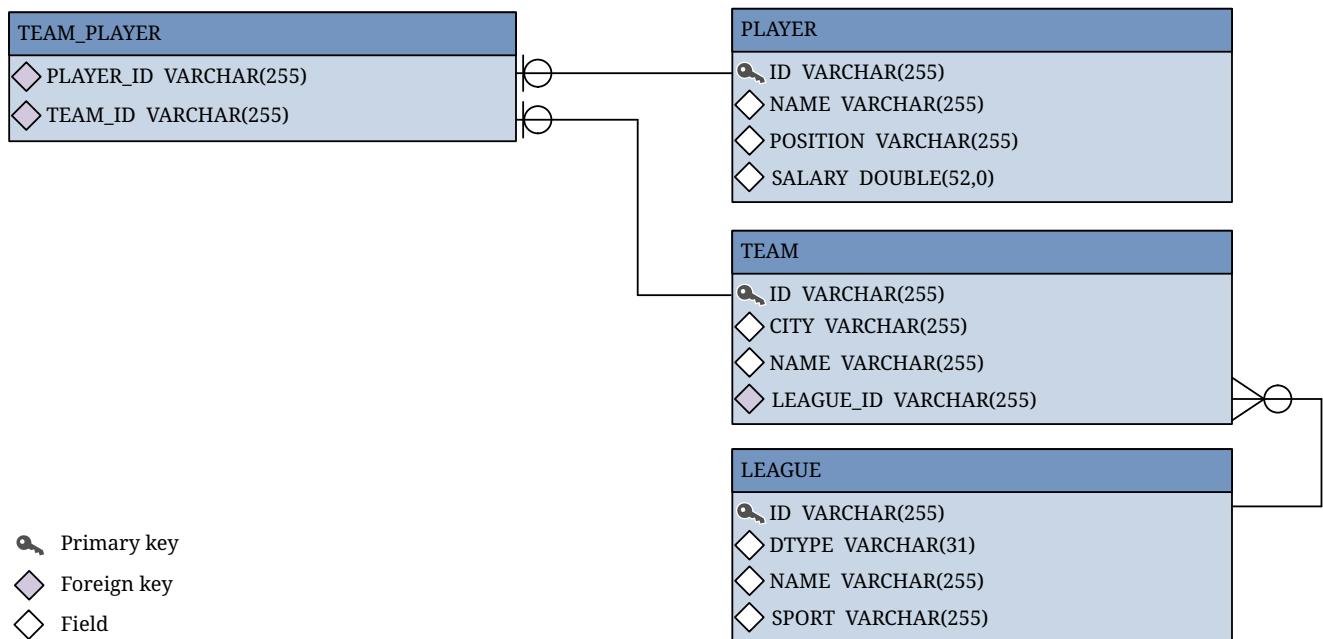 TEAM_PLAYER
PLAYER_ID VARCHAR(255)
TEAM_ID VARCHAR(255)
PLAYER
ID VARCHAR(255)
NAME VARCHAR(255)
POSITION VARCHAR(255)
SALARY DOUBLE(52,0)
TEAM
ID VARCHAR(255)
CITY VARCHAR(255)
NAME VARCHAR(255)
LEAGUE_ID VARCHAR(255)
LEAGUE
ID VARCHAR(255)
DTYPE VARCHAR(31)
NAME VARCHAR(255)
SPORT VARCHAR(255)
Primary key
Foreign key
Field